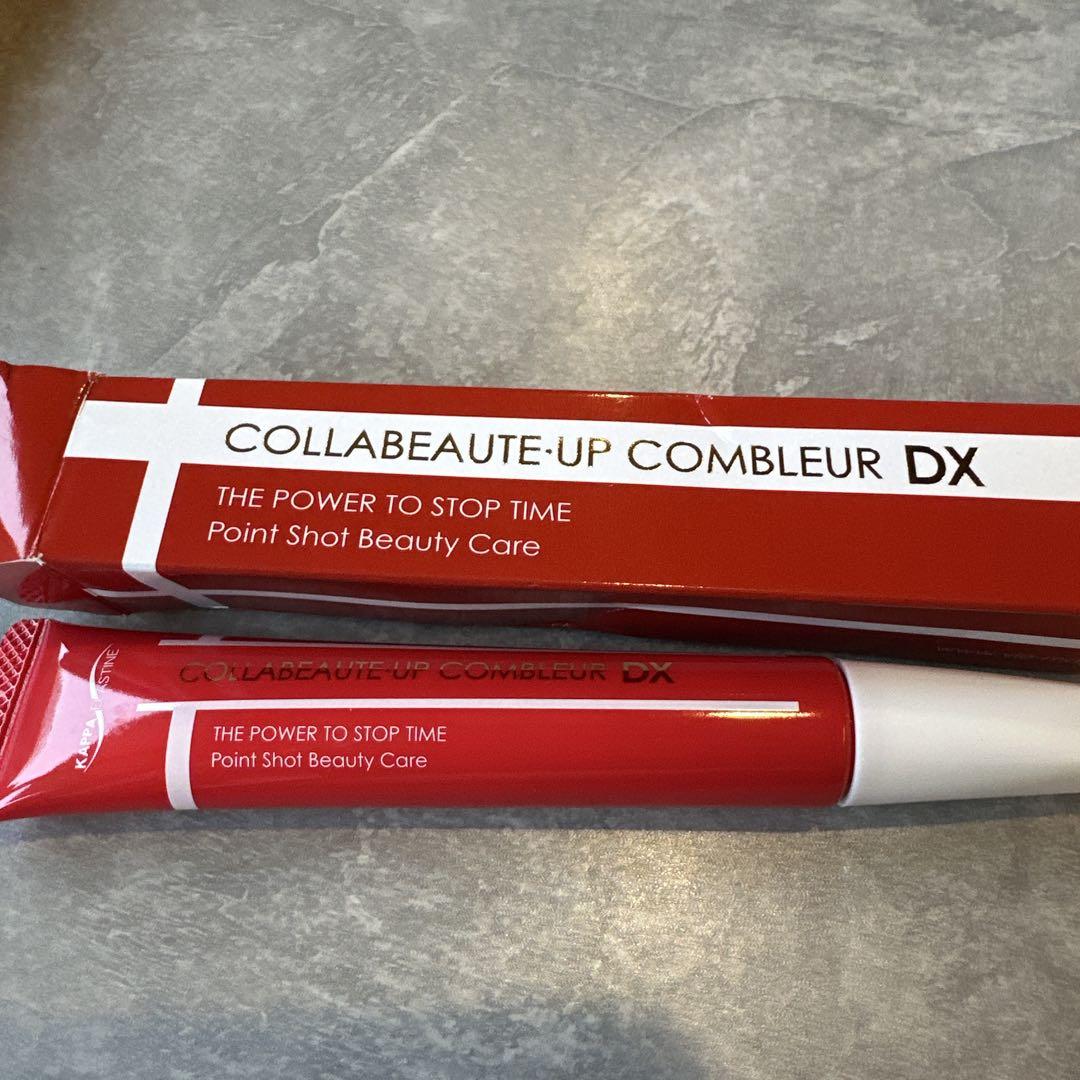 COLLABEAUTE·UP COMBLEUR DX
THE POWER TO STOP TIME
Point Shot Beauty Care
COLLABEAUTE·UP COMBLEUR DX
THE POWER TO STOP TIME
Point Shot Beauty Care
KAPPA ELASTINE